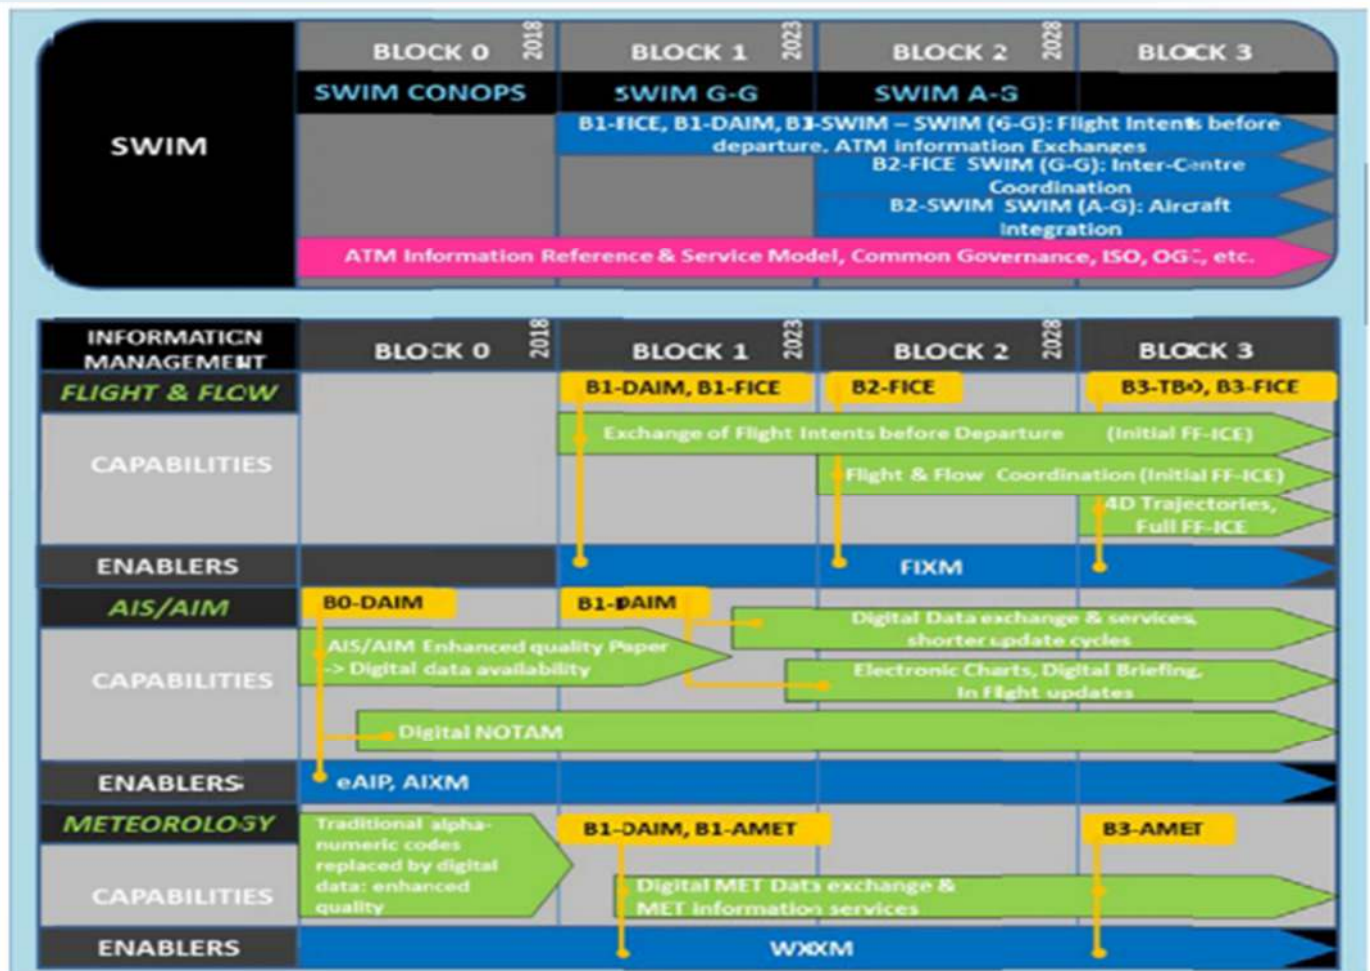 BLOCK 0 2018 BLOCK 1 2023 BLOCK 2 2028 BLOCK 3
SWIM CONOPS SWIM G-G SWIM A-G
SWIM
B1-FICE, B1-DAIM, B1-SWIM – SWIM (G-G): Flight Intents before
departure, ATM information Exchanges
B2-FICE SWIM (G-G): Inter-Centre
Coordination
B2-SWIM SWIM (A-G): Aircraft
Integration
ATM Information Reference & Service Model, Common Governance, ISO, OGC, etc.
INFORMATION
MANAGEMENT
BLOCK 0 2018 BLOCK 1 2023 BLOCK 2 2028 BLOCK 3
FLIGHT & FLOW
B1-DAIM, B1-FICE B2-FICE B3-TBO, B3-FICE
CAPABILITIES
Exchange of Flight Intents before Departure (Initial FF-ICE)
Flight & Flow Coordination (Initial FF-ICE)
4D Trajectories,
Full FF-ICE
ENABLERS
FIXM
AIS/AIM
B0-DAIM B1-DAIM
CAPABILITIES
AIS/AIM Enhanced quality Paper
-> Digital data availability
Digital Data exchange & services,
shorter update cycles
Electronic Charts, Digital Briefing,
In Flight updates
Digital NOTAM
ENABLERS
eAIP, AIXM
METEOROLOGY
CAPABILITIES
Traditional alpha-
numeric codes
replaced by digital
data: enhanced
quality
B1-DAIM, B1-AMET B3-AMET
Digital MET Data exchange &
MET information services
ENABLERS
WXXM